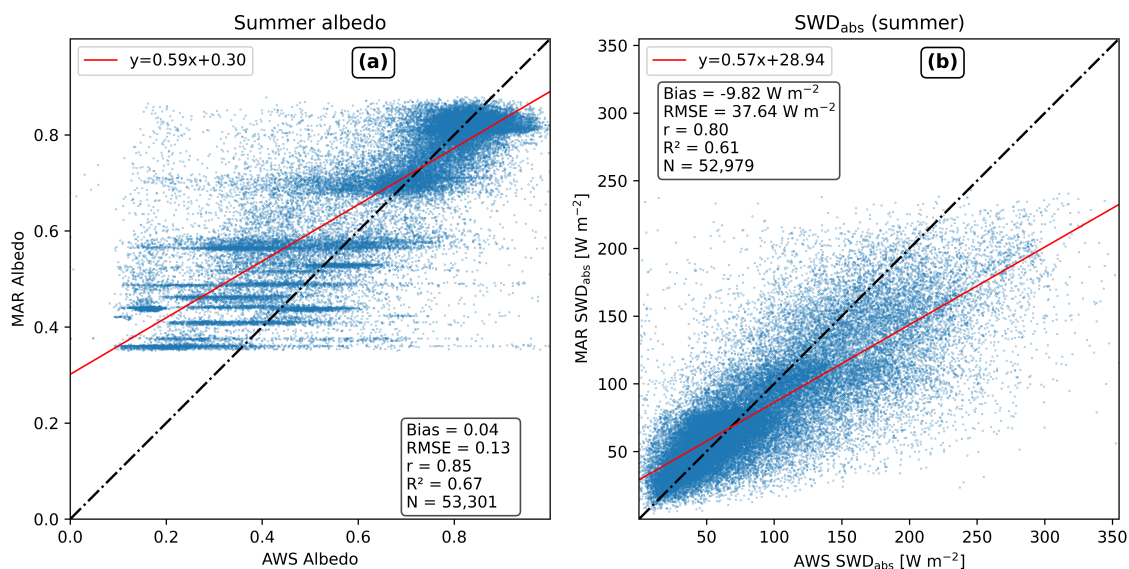 Summer albedo
(a)
y=0.59x+0.30
0.8
0.6
0.4
0.2
0.0
MAR Albedo
Bias = 0.04
RMSE = 0.13
r = 0.85
R² = 0.67
N = 53,301
0.0 0.2 0.4 0.6 0.8
AWS Albedo
SWD_abs (summer)
(b)
y=0.57x+28.94
Bias = -9.82 W m⁻²
RMSE = 37.64 W m⁻²
r = 0.80
R² = 0.61
N = 52,979
350
300
250
200
150
100
50
MAR SWD_abs [W m⁻²]
50 100 150 200 250 300 350
AWS SWD_abs [W m⁻²]